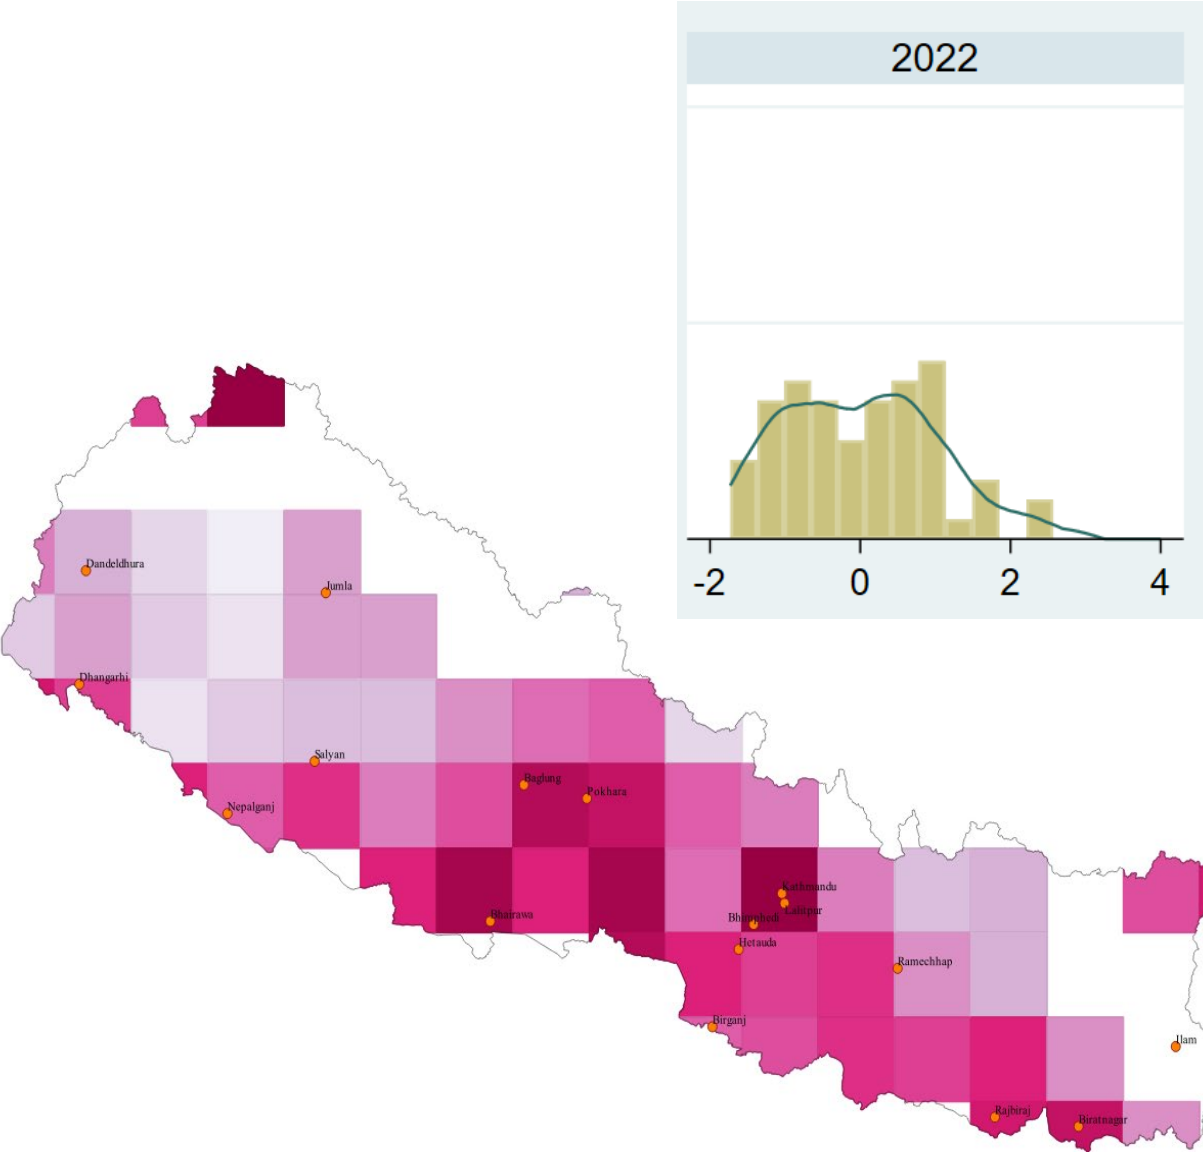 2022
-2 0 2 4
Dandeldhura
Jumla
Dhangarhi
Salyan
Baglung
Pokhara
Nepalganj
Kathmandu
Lalitpur
Bhimphedi
Bhairawa
Hetauda
Ramechhap
Birganj
Ilam
Rajbiraj
Biratnagar